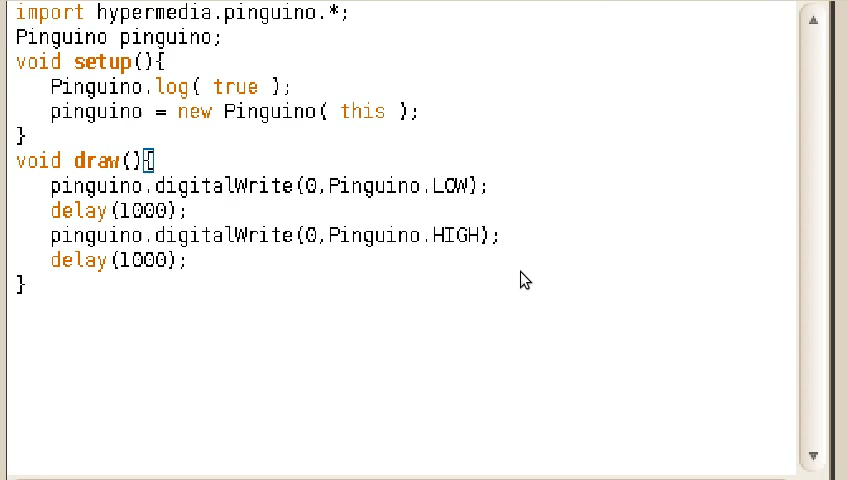 import hypermedia.pinguino.*;
Pinguino pinguino;
void setup(){
Pinguino.log( true );
pinguino = new Pinguino( this );
}
void draw(){
pinguino.digitalWrite(0,Pinguino.LOW);
delay(1000);
pinguino.digitalWrite(0,Pinguino.HIGH);
delay(1000);
}